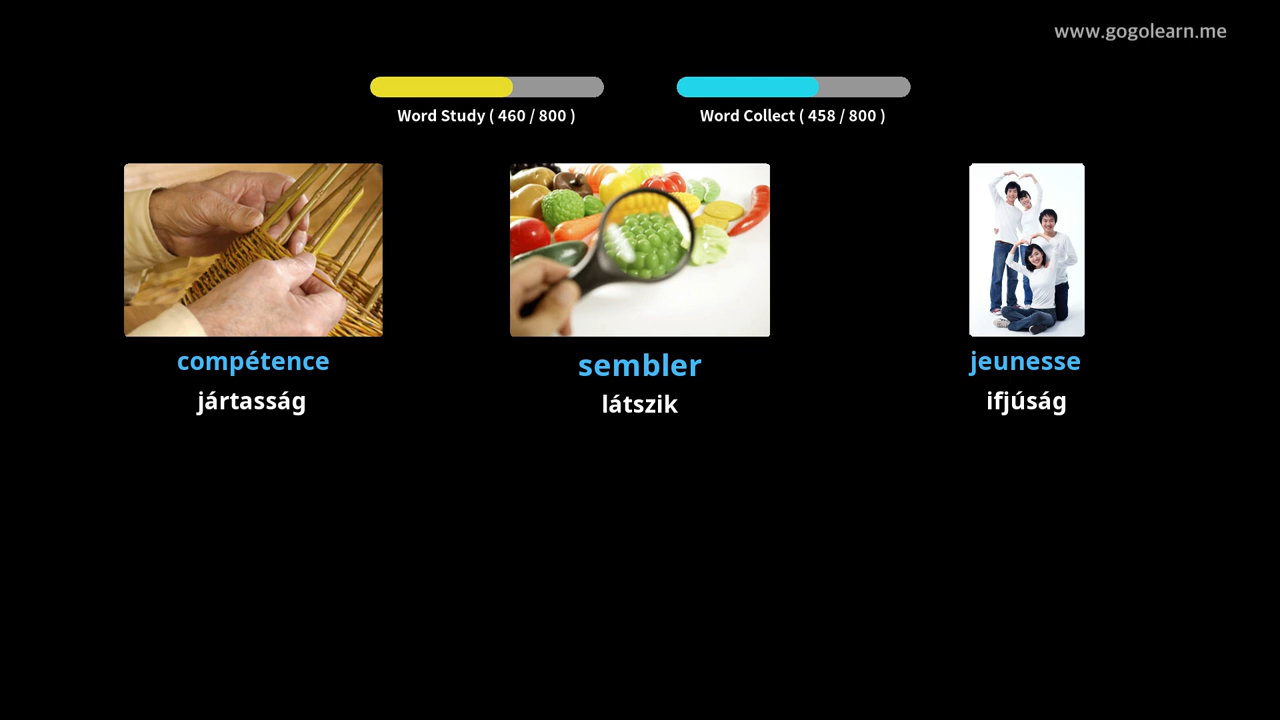 www.gogolearn.me
Word Study ( 460 / 800 )
Word Collect ( 458 / 800 )
compétence
jártasság
sembler
látszik
jeunesse
ifjúság